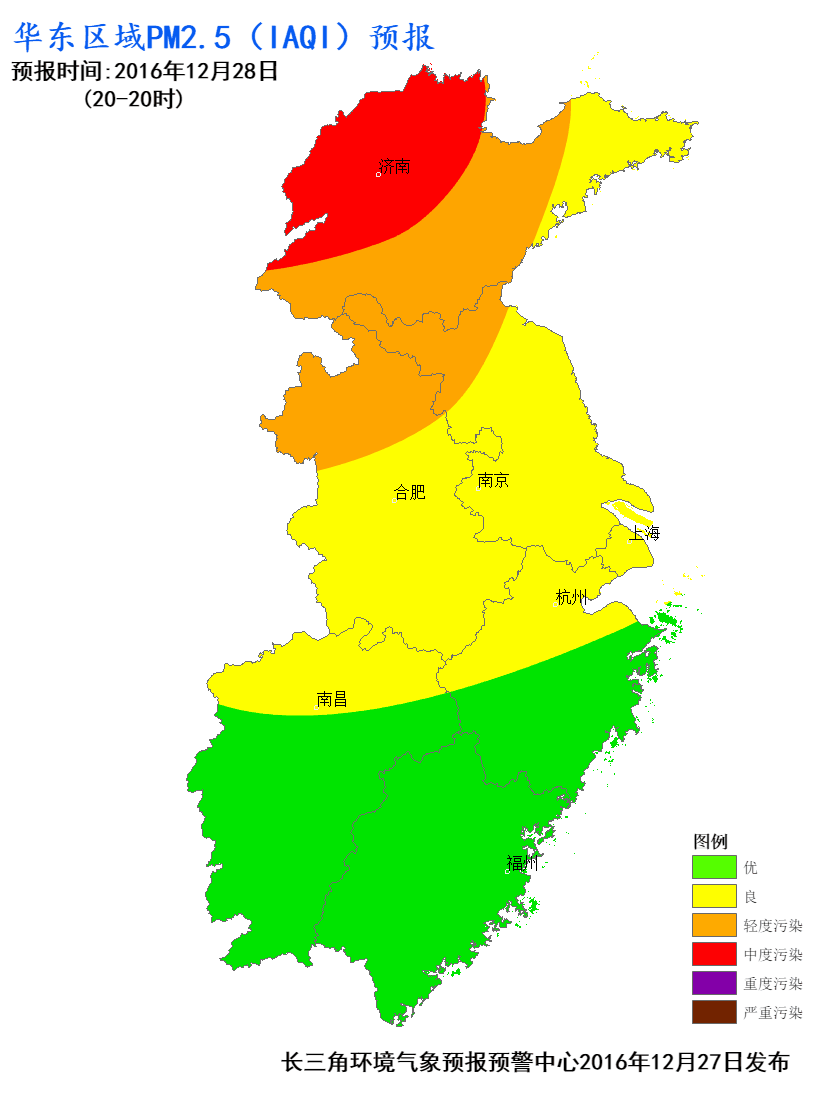 华东区域PM2.5（IAQI）预报
预报时间:2016年12月28日
(20-20时)
济南
南京
合肥
上海
杭州
南昌
福州
图例
优
良
轻度污染
中度污染
重度污染
严重污染
长三角环境气象预报预警中心2016年12月27日发布